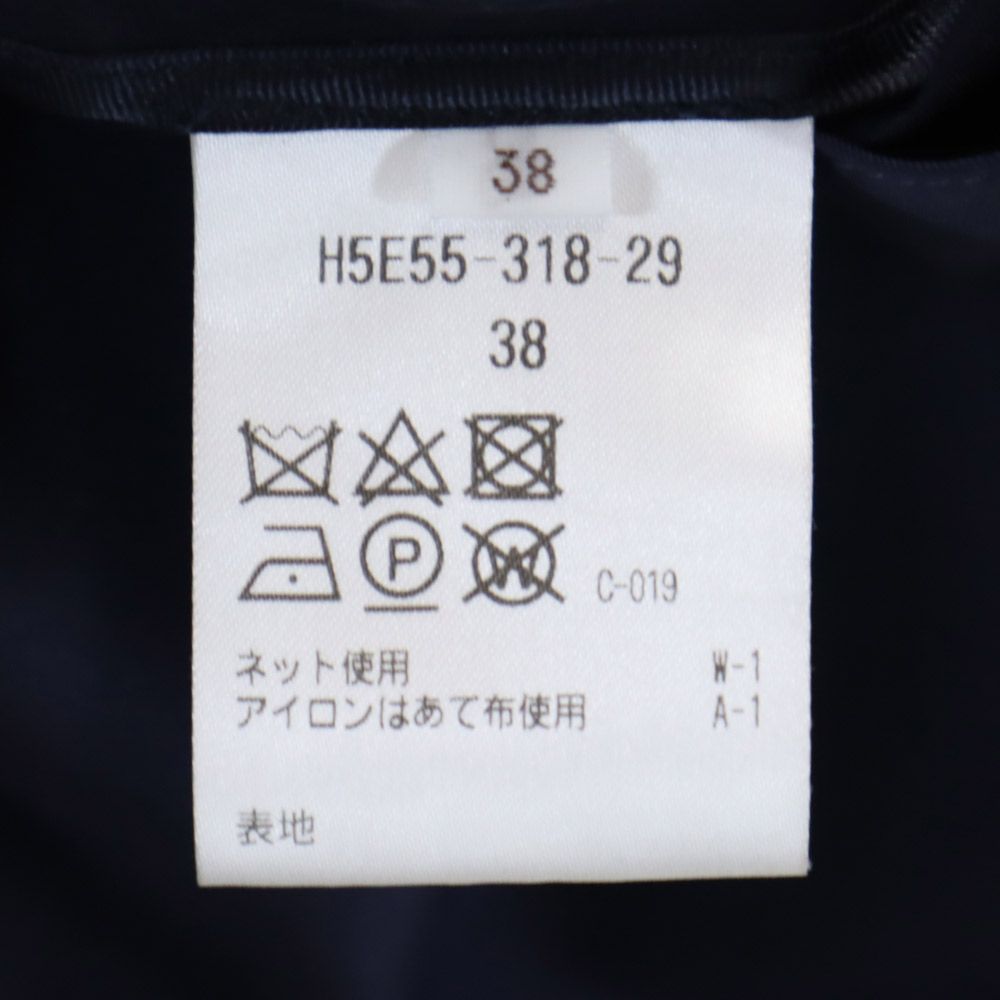 38
H5E55-318-29
38
P W C-019
ネット使用 W-1
アイロンはあて布使用 A-1
表地